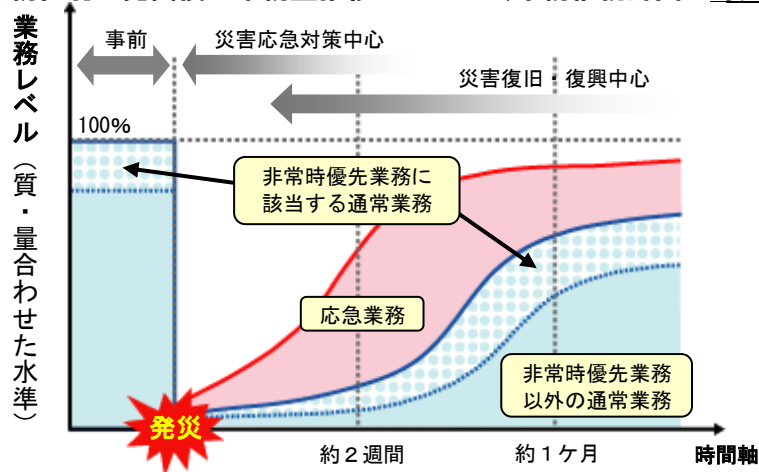 事前
災害応急対策中心
災害復旧・復興中心
業務レベル（質・量合わせた水準）
100%
非常時優先業務に
該当する通常業務
応急業務
非常時優先業務
以外の通常業務
発災
約２週間
約１ケ月
時間軸